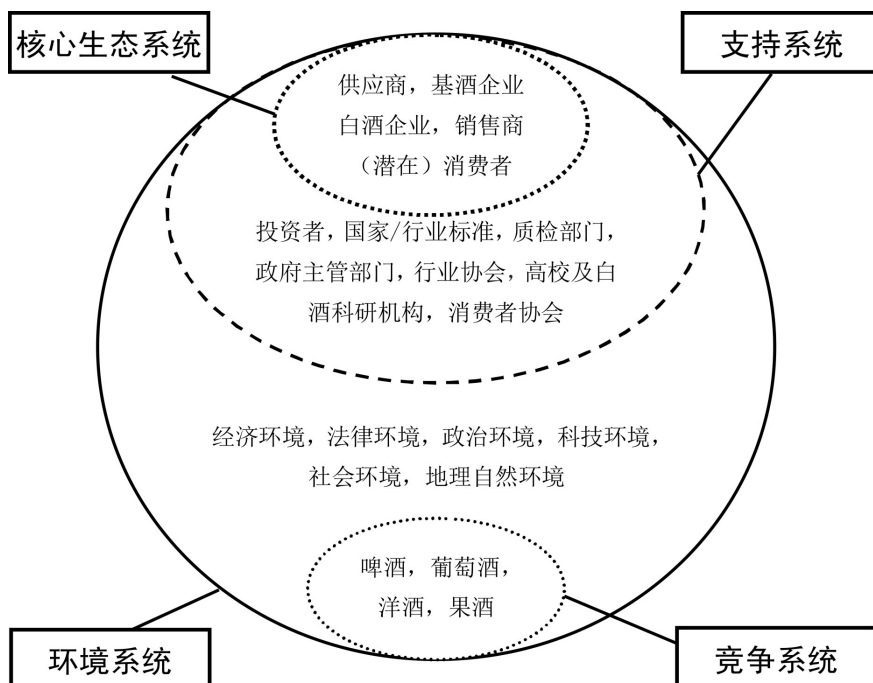 核心生态系统
支持系统
供应商，基酒企业
白酒企业，销售商
（潜在）消费者
投资者，国家/行业标准，质检部门，
政府主管部门，行业协会，高校及白
酒科研机构，消费者协会
经济环境，法律环境，政治环境，科技环境，
社会环境，地理自然环境
啤酒，葡萄酒，
洋酒，果酒
环境系统
竞争系统